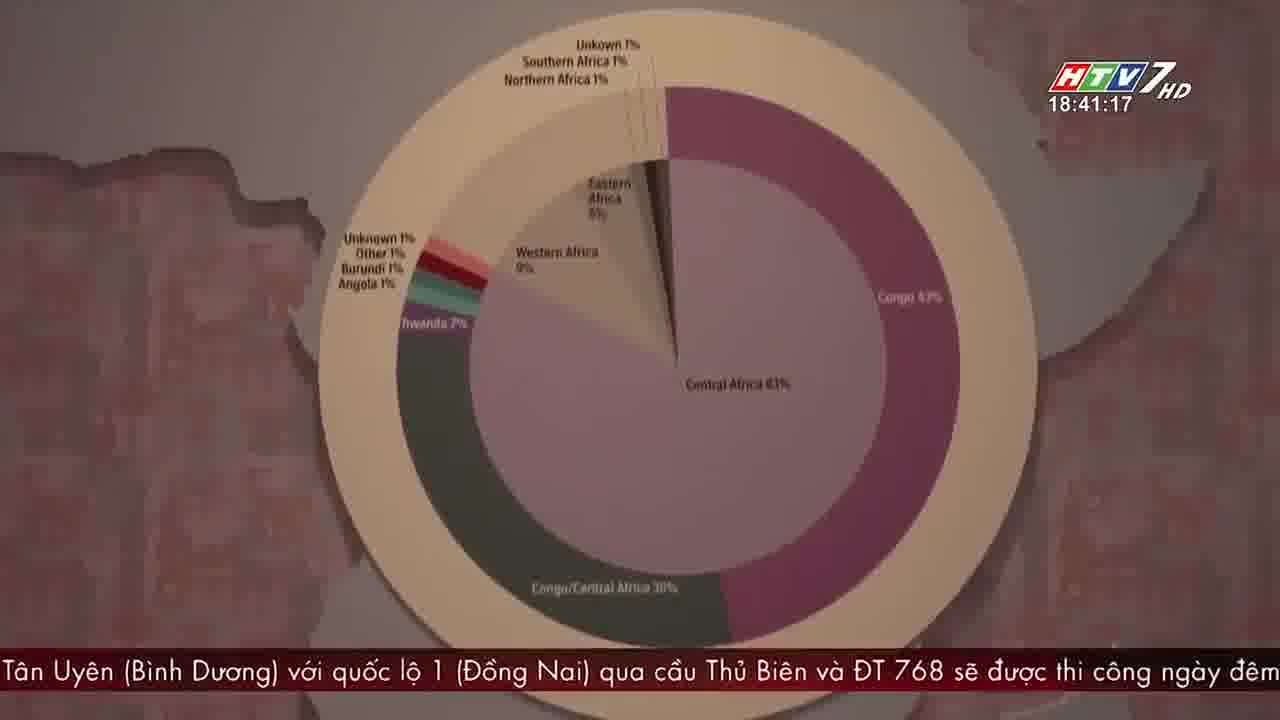 Unkown 1%
Southern Africa 1%
Northern Africa 1%
HTV7 HD
18:41:17
Eastern
Africa
Western Africa
9%
Unknown 1%
Other 1%
Burundi 1%
Angola 1%
Congo
Central Africa
Congo/Central Africa
Tân Uyên (Bình Dương) với quốc lộ 1 (Đồng Nai) qua cầu Thủ Biên và ĐT 768 sẽ được thi công ngày đêm